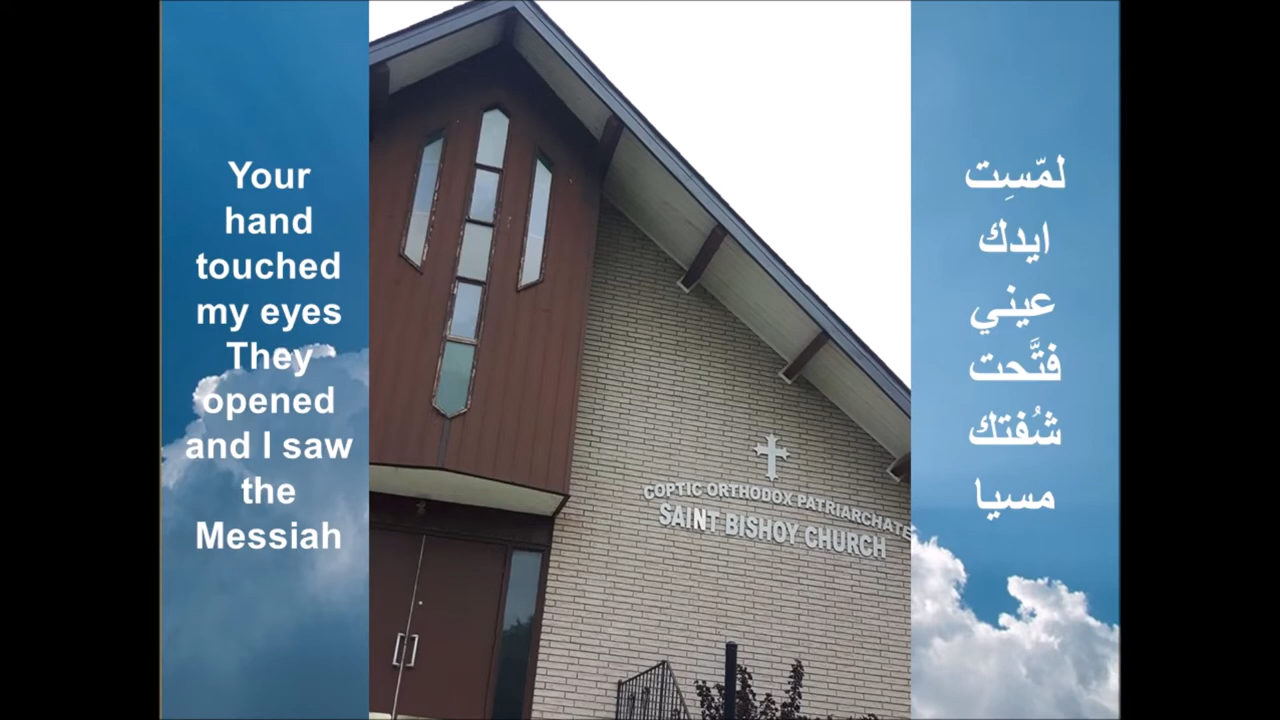 Your
hand
touched
my eyes
They
opened
and I saw
the
Messiah
COPTIC ORTHODOX PATRIARCHATE
SAINT BISHOY CHURCH
لمّسِت
ايدك
عيني
فتَّحت
شُفتك
مسيا